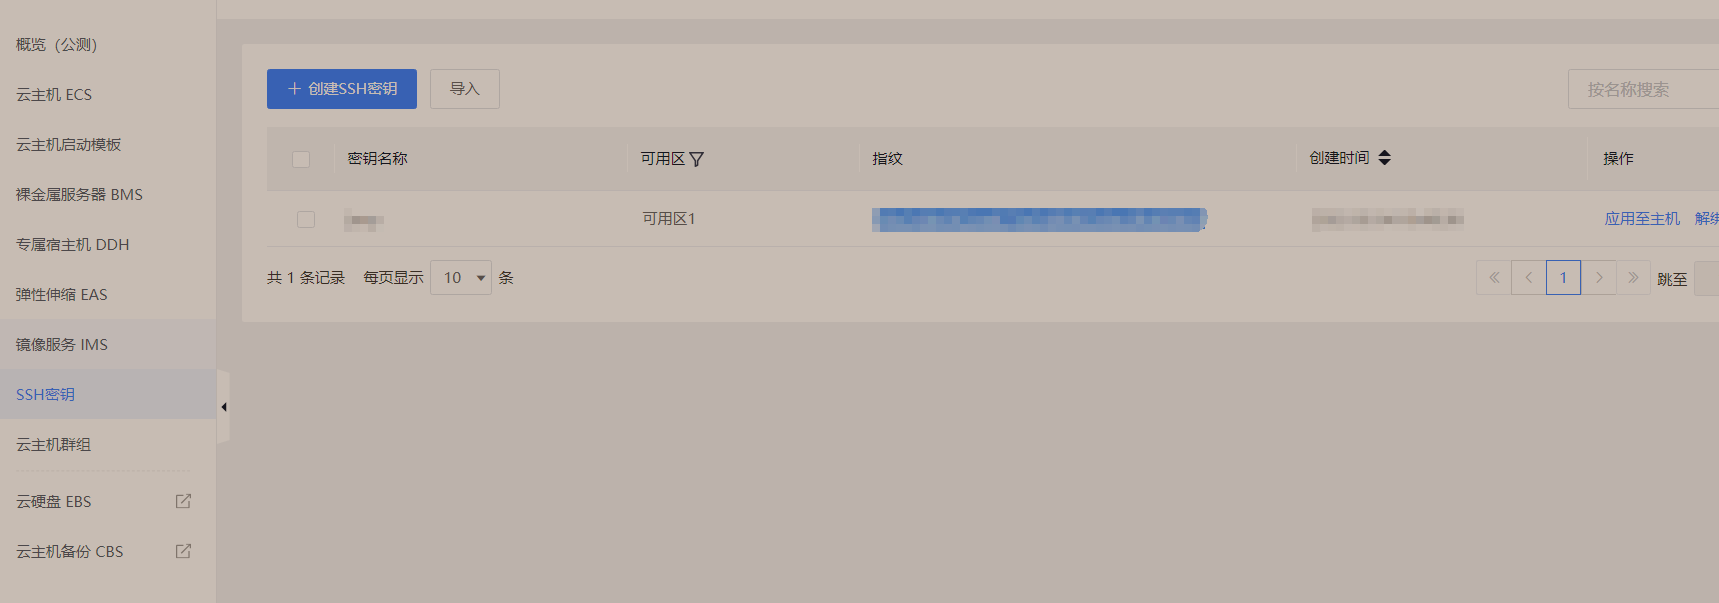 概览（公测）
云主机 ECS
云主机启动模板
裸金属服务器 BMS
专属宿主机 DDH
弹性伸缩 EAS
镜像服务 IMS
SSH密钥
云主机群组
云硬盘 EBS
云主机备份 CBS
创建SSH密钥 导入 按名称搜索
密钥名称 可用区 指纹 创建时间 操作
可用区1 应用至主机 解绑
共 1 条记录 每页显示 10 条 1 跳至